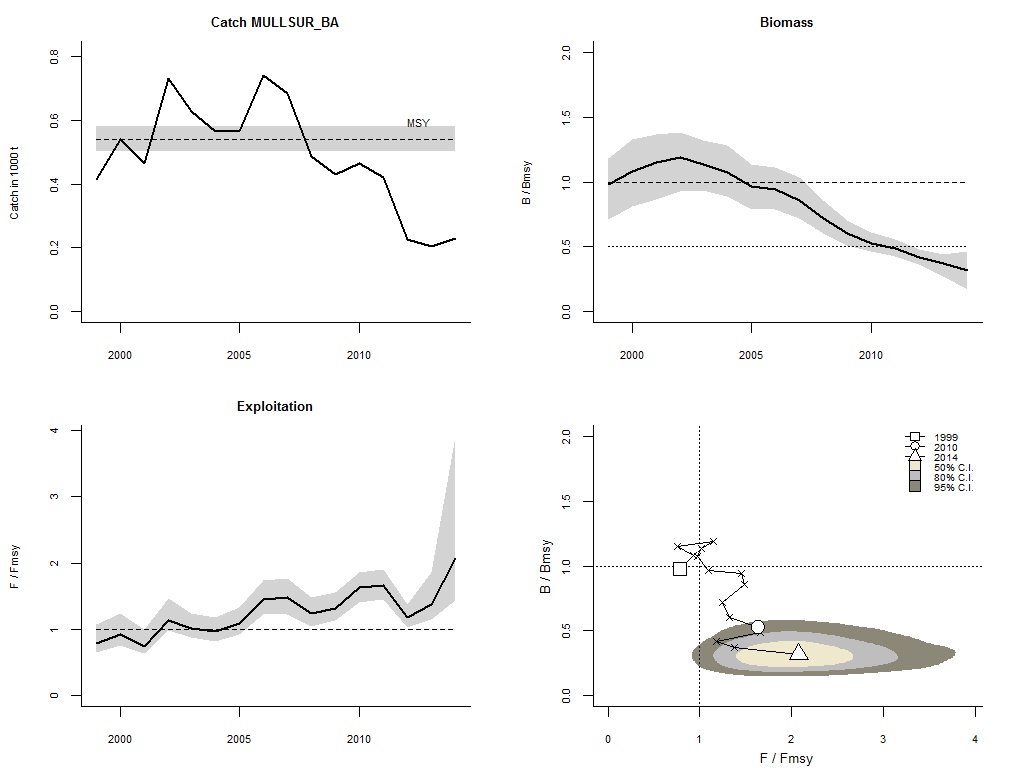 Catch MULLSUR_BA
Catch in 1000 t
0.0 0.2 0.4 0.6 0.8
MSY
2000 2005 2010
Biomass
B / Bmsy
0.0 0.5 1.0 1.5 2.0
2000 2005 2010
Exploitation
F / Fmsy
0 1 2 3 4
2000 2005 2010
B / Bmsy
0.0 0.5 1.0 1.5 2.0
1999
2010
2014
50% C.I.
80% C.I.
95% C.I.
0 1 2 3 4
F / Fmsy